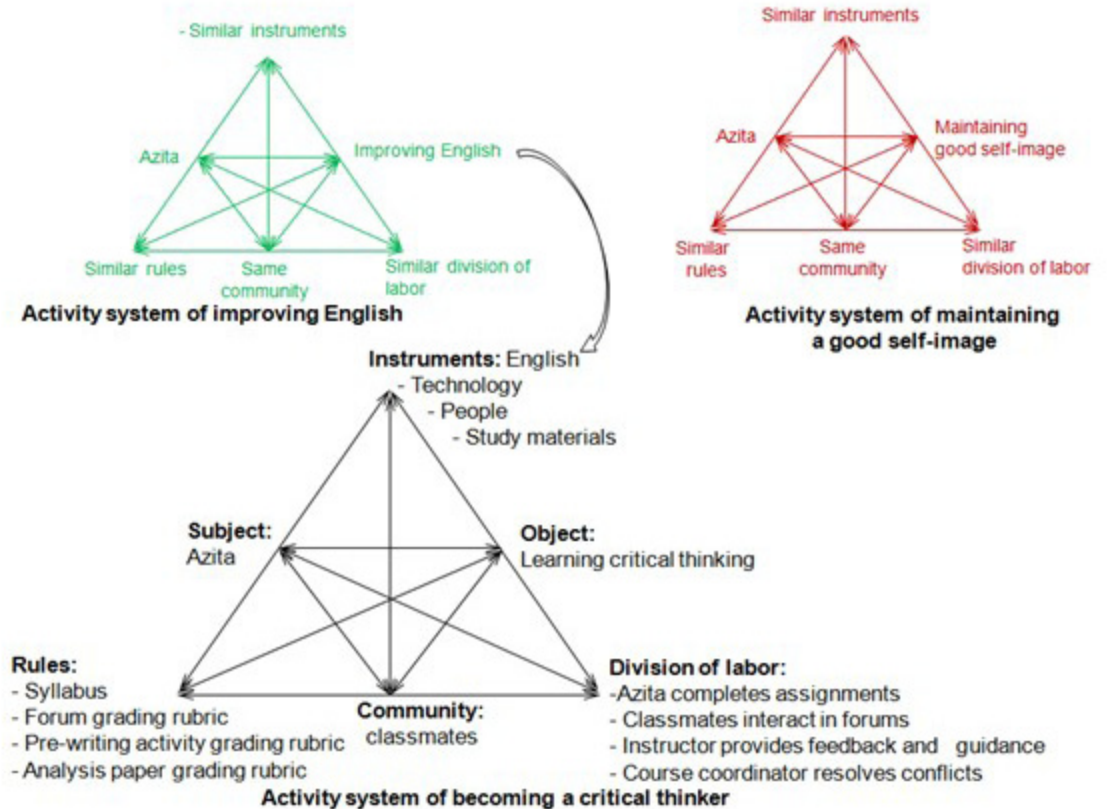 - Similar instruments
Azita
Improving English
Similar rules
Same
community
Similar division of
labor
Activity system of improving English
Similar instruments
Azita
Maintaining
good self-image
Similar
rules
Same
community
Similar
division of labor
Activity system of maintaining
a good self-image
Instruments: English
- Technology
- People
- Study materials
Subject:
Azita
Object:
Learning critical thinking
Rules:
- Syllabus
- Forum grading rubric
- Pre-writing activity grading rubric
- Analysis paper grading rubric
Community:
classmates
Division of labor:
-Azita completes assignments
- Classmates interact in forums
- Instructor provides feedback and guidance
- Course coordinator resolves conflicts
Activity system of becoming a critical thinker